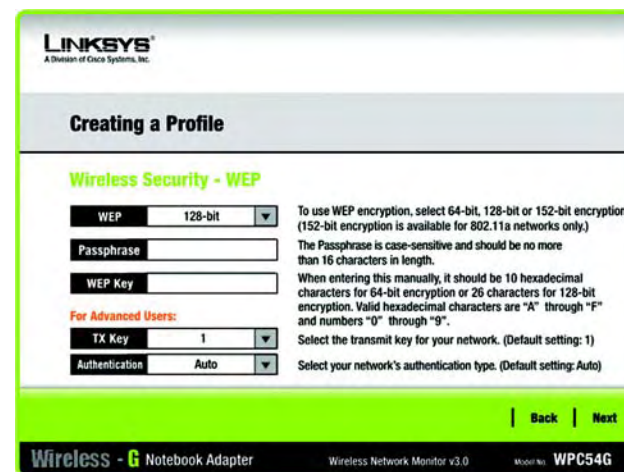 LINKSYS®
A Division of Cisco Systems, Inc.
Creating a Profile
Wireless Security - WEP
WEP 128-bit
To use WEP encryption, select 64-bit, 128-bit or 152-bit encryption
(152-bit encryption is available for 802.11a networks only.)
Passphrase
The Passphrase is case-sensitive and should be no more
than 16 characters in length.
WEP Key
When entering this manually, it should be 10 hexadecimal
characters for 64-bit encryption or 26 characters for 128-bit
encryption. Valid hexadecimal characters are "A" through "F"
and numbers "0" through "9".
For Advanced Users:
TX Key 1
Select the transmit key for your network. (Default setting: 1)
Authentication Auto
Select your network's authentication type. (Default setting: Auto)
Back Next
Wireless - G Notebook Adapter Wireless Network Monitor v3.0 Model No. WPC54G